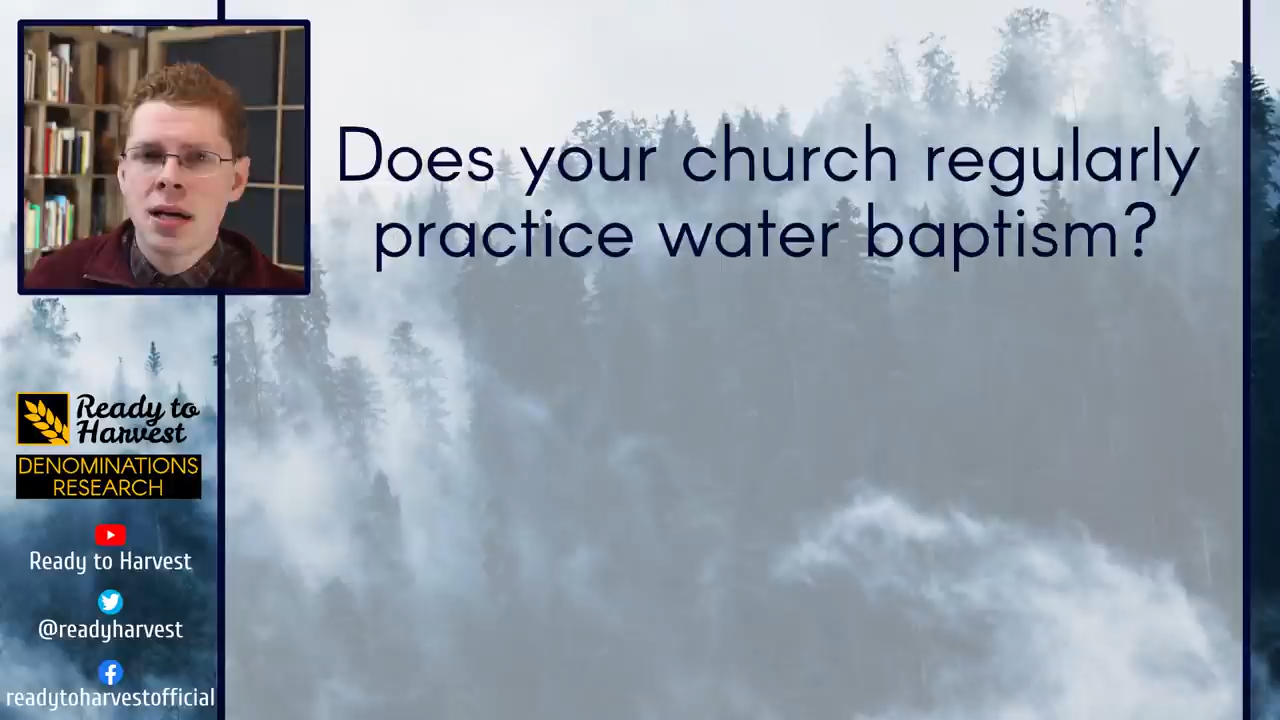 Does your church regularly
practice water baptism?
Ready to
Harvest
DENOMINATIONS
RESEARCH
Ready to Harvest
@readyharvest
readytoharvestofficial